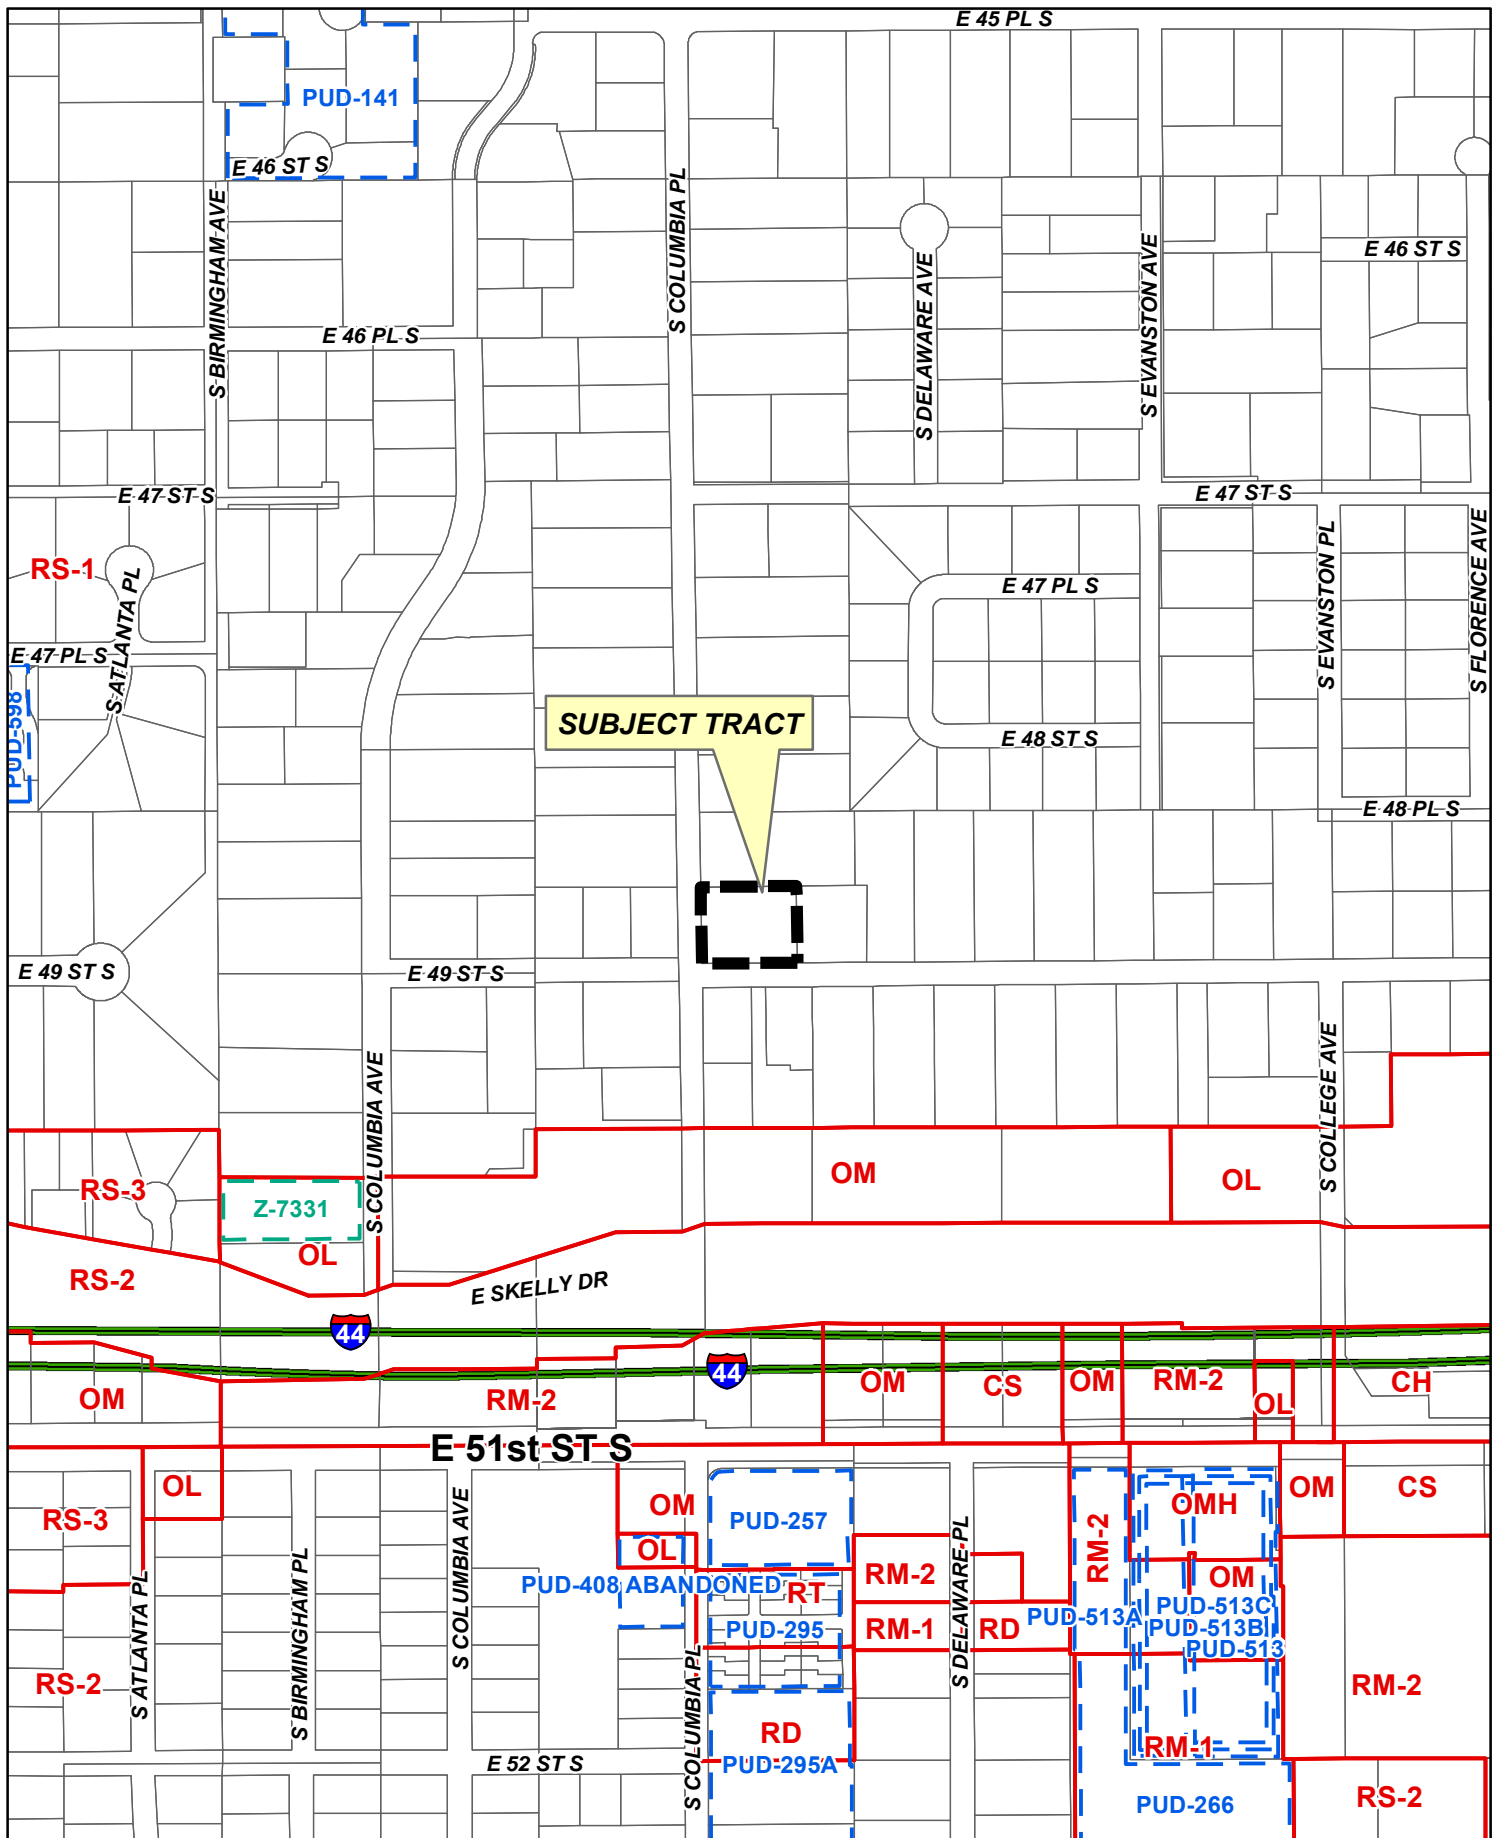 E 45 PL S
PUD-141
E 46 ST S
S BIRMINGHAM AVE
S COLUMBIA PL
S DELAWARE AVE
S EVANSTON AVE
E 46 ST S
E 46 PL S
E 47 ST S
E 47 ST S
RS-1
S ATLANTA PL
E 47 PL S
S EVANSTON PL
S FLORENCE AVE
E 47 PL S
PUD-598
SUBJECT TRACT
E 48 ST S
E 48 PL S
E 49 ST S
E 49 ST S
S COLUMBIA AVE
S COLLEGE AVE
RS-3
Z-7331
OM
OL
OL
RS-2
E SKELLY DR
44
44
OM
RM-2
OM
CS
OM
RM-2
OL
CH
E 51st ST S
OL
RS-3
S ATLANTA PL
S BIRMINGHAM PL
S COLUMBIA AVE
OM
PUD-257
OL
PUD-408 ABANDONED
RT
PUD-295
RM-2
RM-1
S DELAWARE PL
RD
RM-2
PUD-513A
OMH
OM
CS
OM
PUD-513C
PUD-513B
PUD-513
RS-2
S COLUMBIA PL
RM-2
RD
RM-1
E 52 ST S
PUD-295A
PUD-266
RS-2